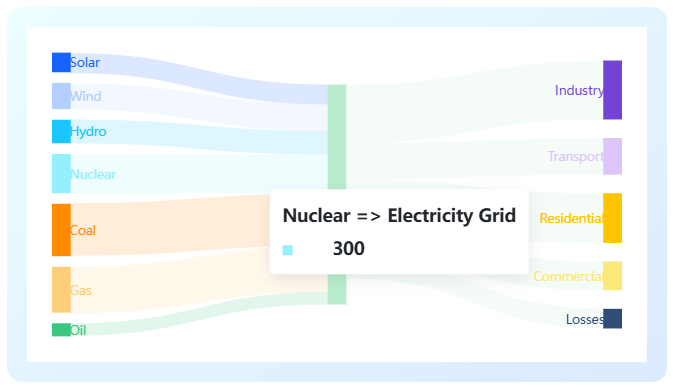 Solar
Wind
Hydro
Nuclear
Coal
Gas
Oil
Nuclear => Electricity Grid
300
Industry
Transport
Residential
Commercial
Losses